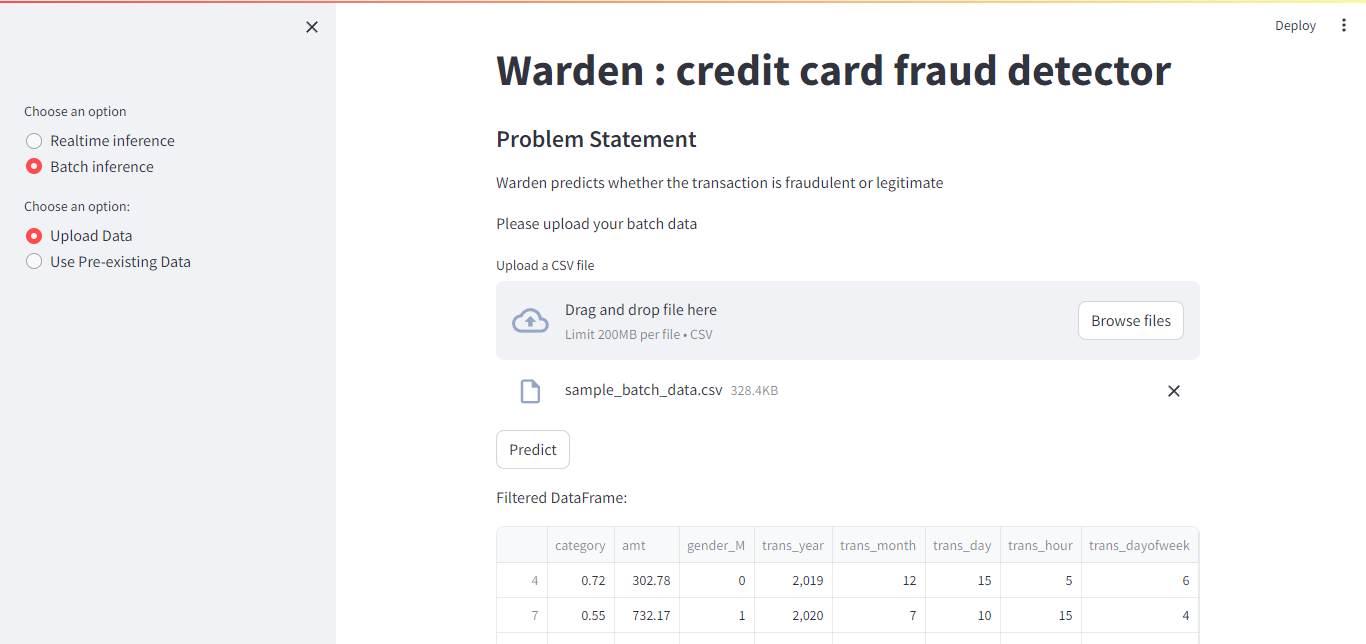 Deploy
Choose an option
Realtime inference
Batch inference
Choose an option:
Upload Data
Use Pre-existing Data
Warden : credit card fraud detector
Problem Statement
Warden predicts whether the transaction is fraudulent or legitimate
Please upload your batch data
Upload a CSV file
Drag and drop file here
Limit 200MB per file • CSV
Browse files
sample_batch_data.csv 328.4KB
Predict
Filtered DataFrame:
category amt gender_M trans_year trans_month trans_day trans_hour trans_dayofweek
4 0.72 302.78 0 2,019 12 15 5 6
7 0.55 732.17 1 2,020 7 10 15 4